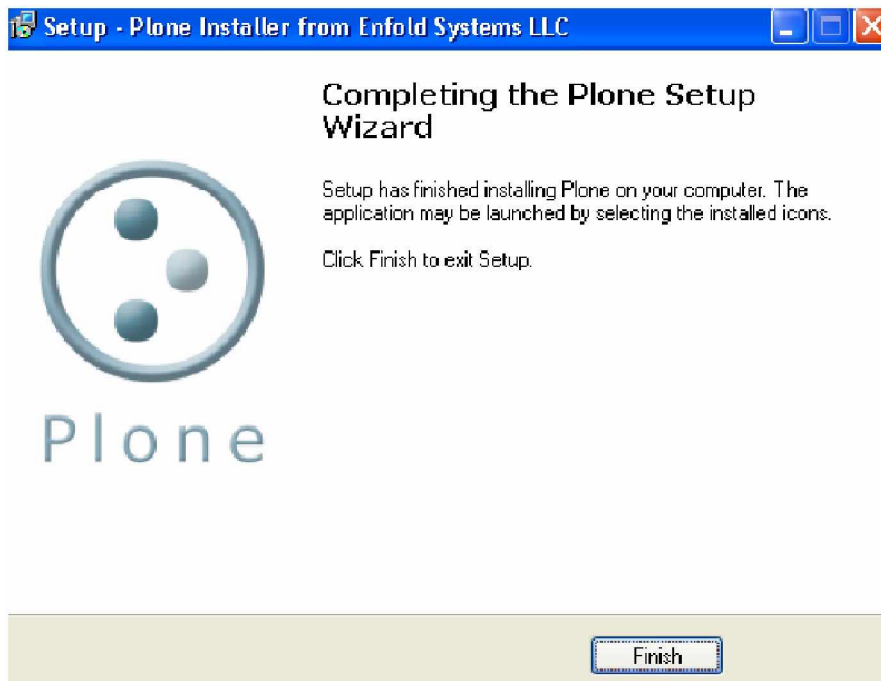 Setup - Plone Installer from Enfold Systems LLC
Completing the Plone Setup
Wizard
Setup has finished installing Plone on your computer. The
application may be launched by selecting the installed icons.
Click Finish to exit Setup.
Plone
Finish